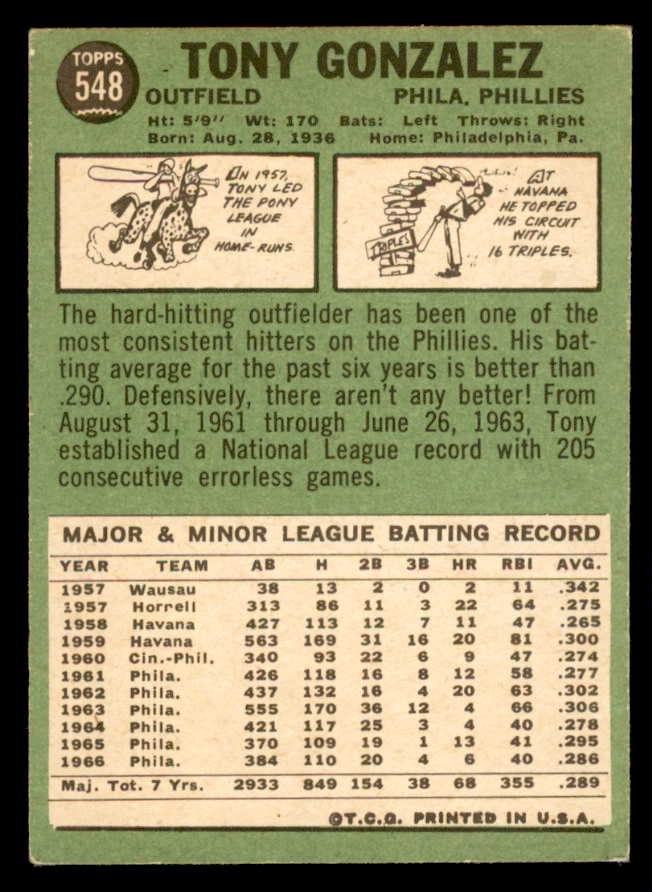 TOPPS
548
TONY GONZALEZ
OUTFIELD PHILA. PHILLIES
Ht: 5'9" Wt: 170 Bats: Left Throws: Right
Born: Aug. 28, 1936 Home: Philadelphia, Pa.
IN 1957,
TONY LED
THE PONY
LEAGUE
IN
HOME-RUNS
TRIPLES
AT
HAVANA
HE TOPPED
HIS CIRCUIT
WITH
16 TRIPLES.
The hard-hitting outfielder has been one of the
most consistent hitters on the Phillies. His bat-
ting average for the past six years is better than
.290. Defensively, there aren't any better! From
August 31, 1961 through June 26, 1963, Tony
established a National League record with 205
consecutive errorless games.
MAJOR & MINOR LEAGUE BATTING RECORD
YEAR TEAM AB H 2B 3B HR RBI AVG.
1957 Wausau 38 13 2 0 2 11 .342
1957 Horrell 313 86 11 3 22 64 .275
1958 Havana 427 113 12 7 11 47 .265
1959 Havana 563 169 31 16 20 81 .300
1960 Cin.-Phil. 340 93 22 6 9 47 .274
1961 Phila. 426 118 16 8 12 58 .277
1962 Phila. 437 132 16 4 20 63 .302
1963 Phila. 555 170 36 12 4 66 .306
1964 Phila. 421 117 25 3 4 40 .278
1965 Phila. 370 109 19 1 13 41 .295
1966 Phila. 384 110 20 4 6 40 .286
Maj. Tot. 7 Yrs. 2933 849 154 38 68 355 .289
©T.C.G. PRINTED IN U.S.A.